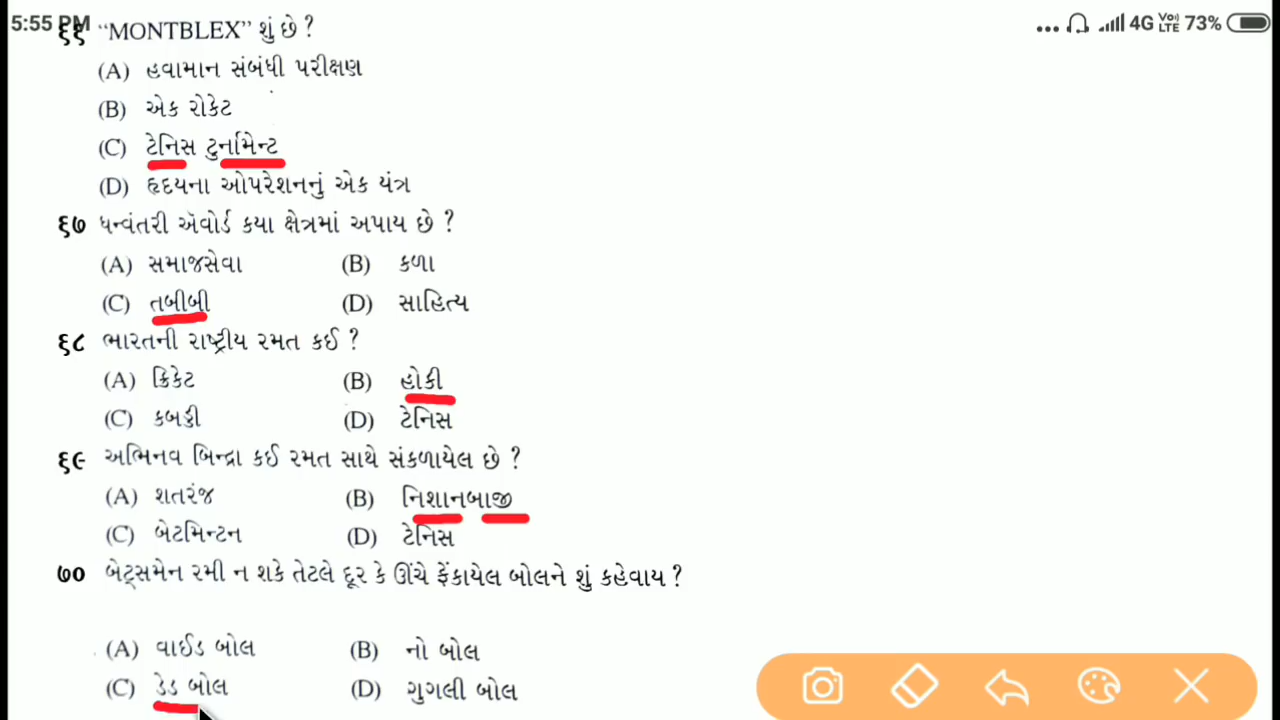 5:55 PM 4G VoLTE 73%
૬૬ “MONTBLEX” શું છે ?
(A) હવામાન સંબંધી પરીક્ષણ
(B) એક રોકેટ
(C) ટેનિસ ટુર્નામેન્ટ
(D) હૃદયના ઓપરેશનનું એક યંત્ર
૬૭ ધન્વંતરી ઍવોર્ડ કયા ક્ષેત્રમાં અપાય છે ?
(A) સમાજસેવા (B) કળા
(C) તબીબી (D) સાહિત્ય
૬૮ ભારતની રાષ્ટ્રીય રમત કઈ ?
(A) ક્રિકેટ (B) હોકી
(C) કબડ્ડી (D) ટેનિસ
૬૯ અભિનવ બિન્દ્રા કઈ રમત સાથે સંકળાયેલ છે ?
(A) શતરંજ (B) નિશાનબાજી
(C) બેટમિન્ટન (D) ટેનિસ
૭૦ બેટ્સમેન રમી ન શકે તેટલે દૂર કે ઊંચે ફેંકાયેલ બોલને શું કહેવાય ?
(A) વાઈડ બોલ (B) નો બોલ
(C) ડેડ બોલ (D) ગુગલી બોલ